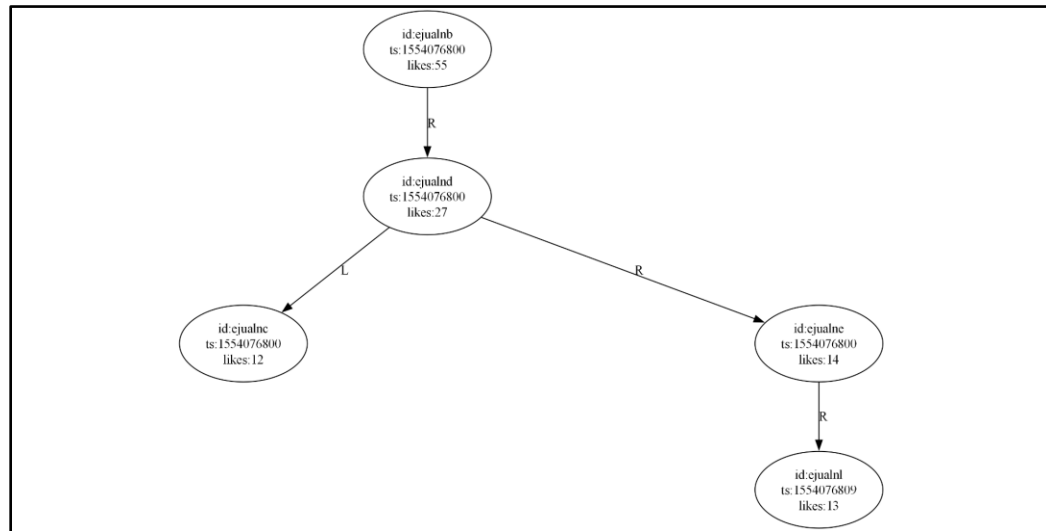 id:ejualnb
ts:1554076800
likes:55
R
id:ejualnd
ts:1554076800
likes:27
L
R
id:ejualnc
ts:1554076800
likes:12
id:ejualne
ts:1554076800
likes:14
R
id:ejualnl
ts:1554076809
likes:13